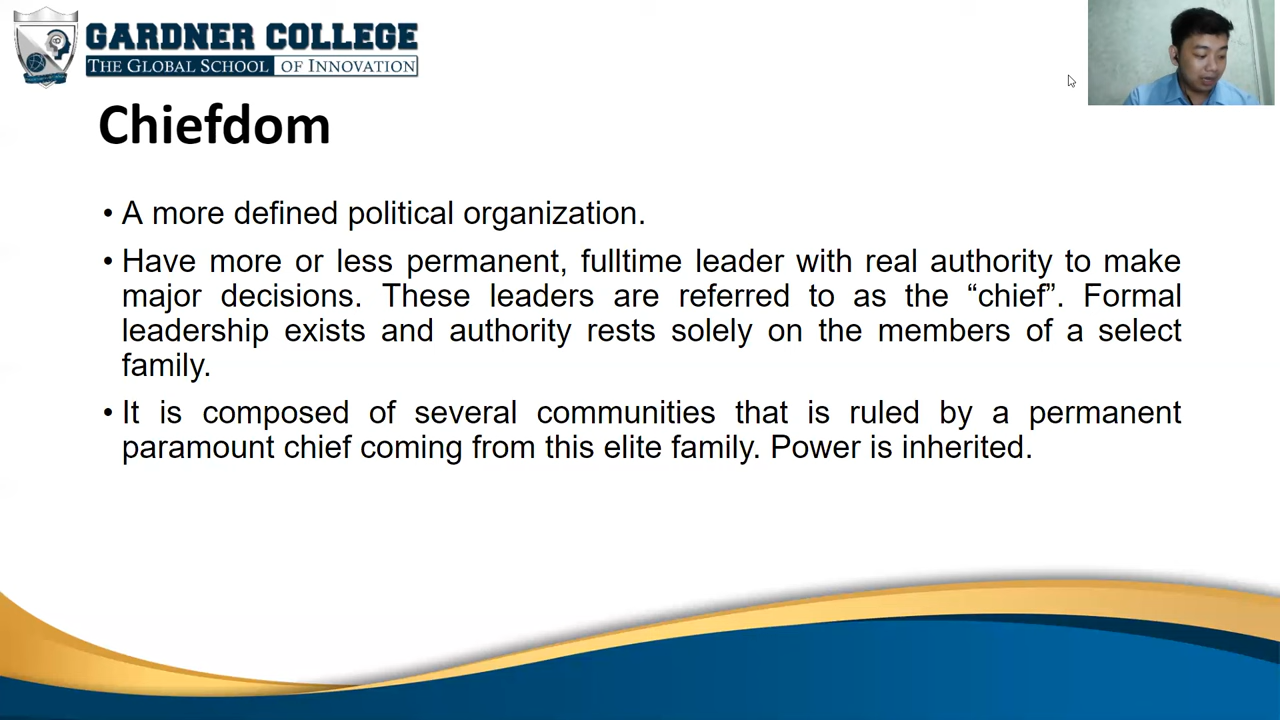 GARDNER COLLEGE
THE GLOBAL SCHOOL OF INNOVATION
Chiefdom
• A more defined political organization.
• Have more or less permanent, fulltime leader with real authority to make
major decisions. These leaders are referred to as the “chief”. Formal
leadership exists and authority rests solely on the members of a select
family.
• It is composed of several communities that is ruled by a permanent
paramount chief coming from this elite family. Power is inherited.